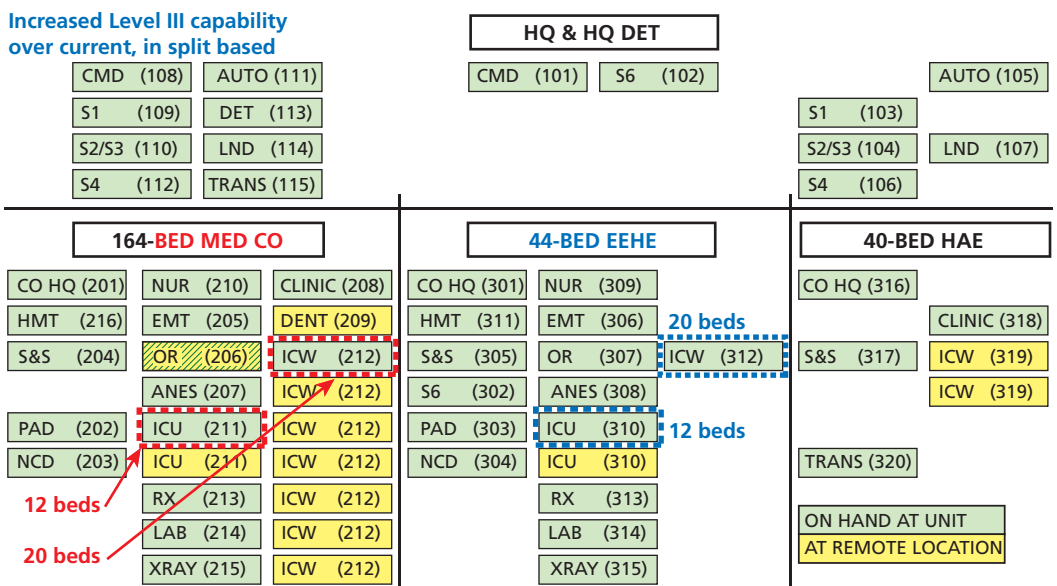 Increased Level III capability
over current, in split based
HQ & HQ DET
CMD (108) AUTO (111) CMD (101) S6 (102) AUTO (105)
S1 (109) DET (113) S1 (103)
S2/S3 (110) LND (114) S2/S3 (104) LND (107)
S4 (112) TRANS (115) S4 (106)
164-BED MED CO 44-BED EEHE 40-BED HAE
CO HQ (201) NUR (210) CLINIC (208) CO HQ (301) NUR (309) CO HQ (316)
HMT (216) EMT (205) DENT (209) HMT (311) EMT (306) 20 beds CLINIC (318)
S&S (204) OR (206) ICW (212) S&S (305) OR (307) ICW (312) S&S (317) ICW (319)
ANES (207) ICW (212) S6 (302) ANES (308) ICW (319)
PAD (202) ICU (211) ICW (212) PAD (303) ICU (310) 12 beds
NCD (203) ICU (211) ICW (212) NCD (304) ICU (310) TRANS (320)
12 beds RX (213) ICW (212) RX (313)
ON HAND AT UNIT
LAB (214) ICW (212) LAB (314)
AT REMOTE LOCATION
20 beds XRAY (215) ICW (212) XRAY (315)